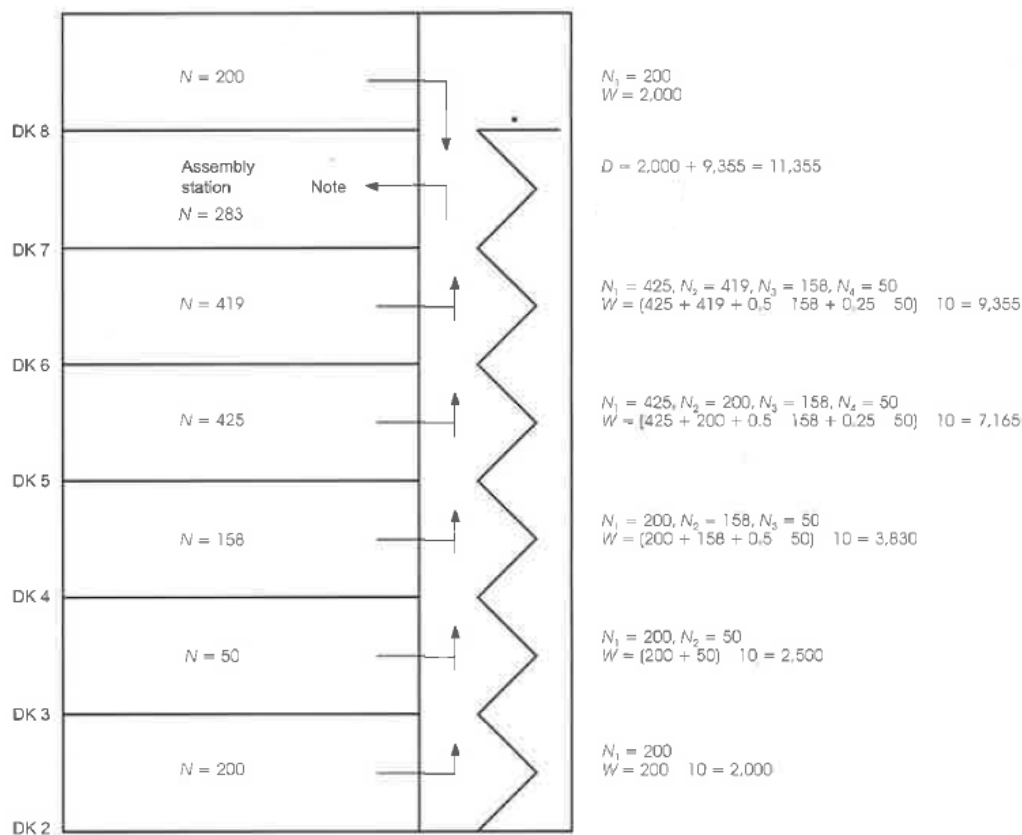 N = 200
N₁ = 200
W = 2,000
DK 8
Assembly
station
Note
N = 283
D = 2,000 + 9,355 = 11,355
DK 7
N = 419
N₁ = 425, N₂ = 419, N₃ = 158, N₄ = 50
W = (425 + 419 + 0.5 158 + 0.25 50) 10 = 9,355
DK 6
N = 425
N₁ = 425, N₂ = 200, N₃ = 158, N₄ = 50
W = (425 + 200 + 0.5 158 + 0.25 50) 10 = 7,165
DK 5
N = 158
N₁ = 200, N₂ = 158, N₃ = 50
W = (200 + 158 + 0.5 50) 10 = 3,830
DK 4
N = 50
N₁ = 200, N₂ = 50
W = (200 + 50) 10 = 2,500
DK 3
N = 200
N₁ = 200
W = 200 10 = 2,000
DK 2